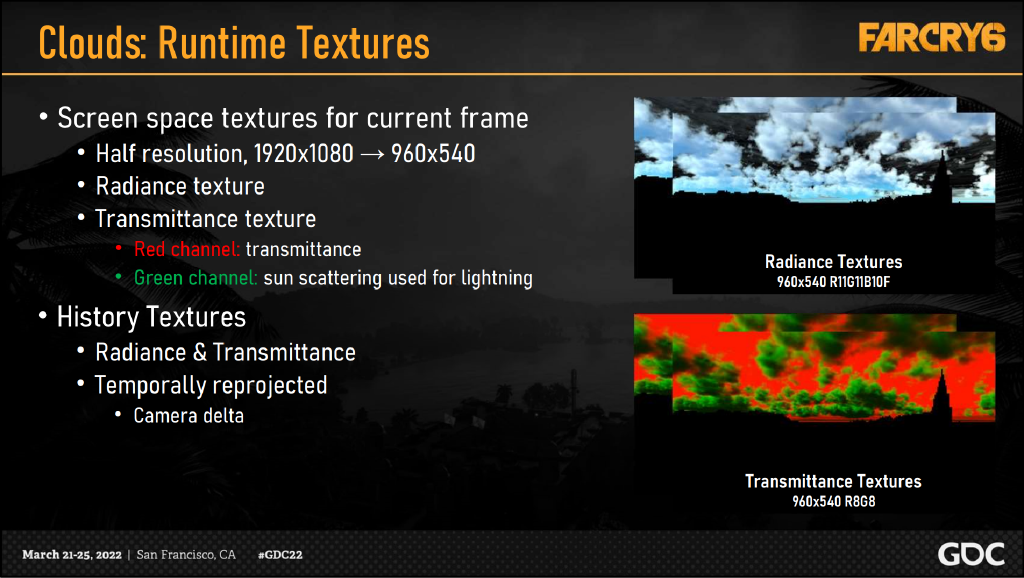 Clouds: Runtime Textures
FARCRY6
• Screen space textures for current frame
• Half resolution, 1920x1080 → 960x540
• Radiance texture
• Transmittance texture
• Red channel: transmittance
• Green channel: sun scattering used for lightning
• History Textures
• Radiance & Transmittance
• Temporally reprojected
• Camera delta
Radiance Textures
960x540 R11G11B10F
Transmittance Textures
960x540 R8G8
March 21-25, 2022 | San Francisco, CA #GDC22
GDC